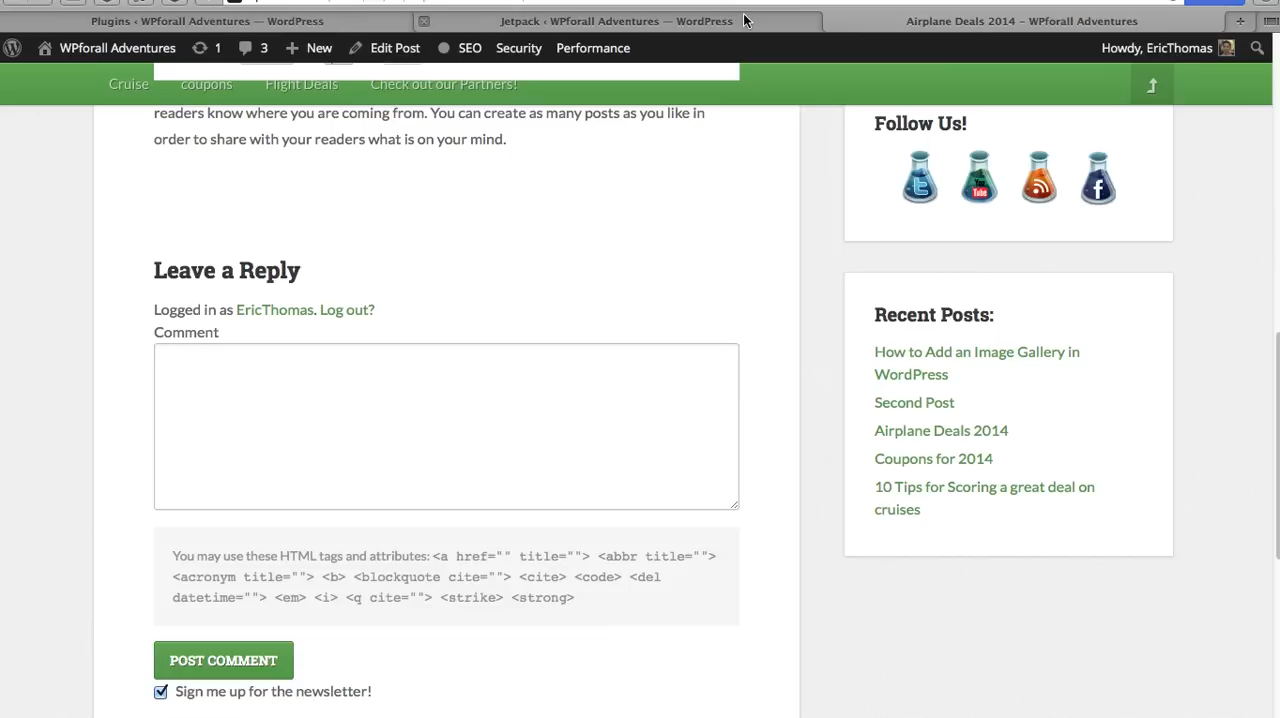 Plugins ‹ WPforall Adventures — WordPress
Jetpack ‹ WPforall Adventures — WordPress
Airplane Deals 2014 – WPforall Adventures
WPforall Adventures 1 3 New Edit Post SEO Security Performance Howdy, EricThomas
Cruise coupons Flight Deals Check out our Partners!
readers know where you are coming from. You can create as many posts as you like in
order to share with your readers what is on your mind.
Leave a Reply
Logged in as EricThomas. Log out?
Comment
You may use these HTML tags and attributes: <a href="" title=""> <abbr title="">
<acronym title=""> <b> <blockquote cite=""> <cite> <code> <del
datetime=""> <em> <i> <q cite=""> <strike> <strong>
POST COMMENT
Sign me up for the newsletter!
Follow Us!
t
You
Tube
f
Recent Posts:
How to Add an Image Gallery in
WordPress
Second Post
Airplane Deals 2014
Coupons for 2014
10 Tips for Scoring a great deal on
cruises